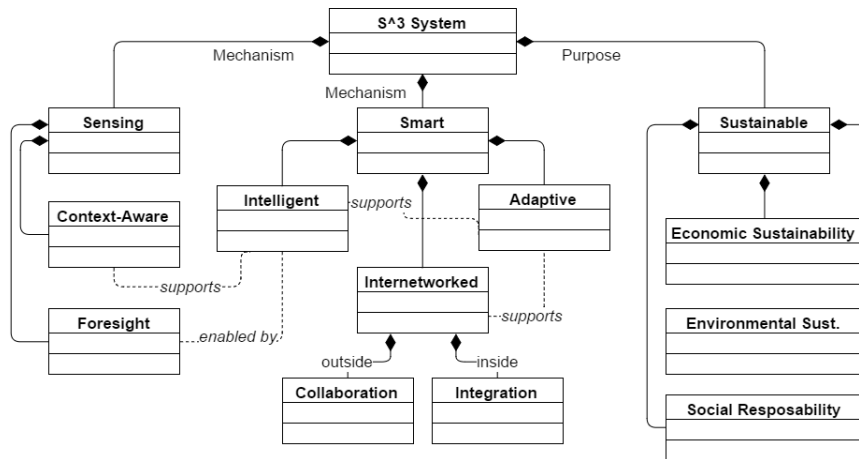 S^3 System
Mechanism
Purpose
Mechanism
Sensing
Smart
Sustainable
Intelligent
supports
Adaptive
Context-Aware
Economic Sustainability
Internetworked
supports
supports
Foresight
enabled by.
Environmental Sust.
outside
inside
Collaboration
Integration
Social Resposability